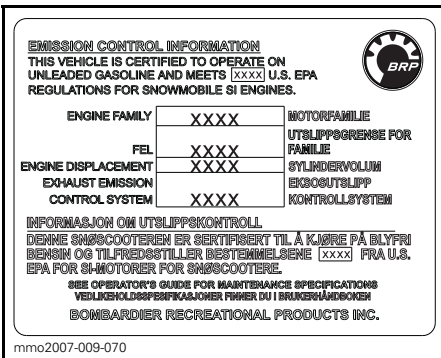 EMISSION CONTROL INFORMATION
THIS VEHICLE IS CERTIFIED TO OPERATE ON
UNLEADED GASOLINE AND MEETS XXXX U.S. EPA
REGULATIONS FOR SNOWMOBILE SI ENGINES.
BRP
ENGINE FAMILY XXXX MOTORFAMILIE
UTSLIPPSGRENSE FOR
FEL XXXX FAMILIE
ENGINE DISPLACEMENT XXXX SYLINDERVOLUM
EXHAUST EMISSION EKSOSUTSLIPP
CONTROL SYSTEM XXXX KONTROLLSYSTEM
INFORMASJON OM UTSLIPPSKONTROLL
DENNE SNØSCOOTEREN ER SERTIFISERT TIL Å KJØRE PÅ BLYFRI
BENSIN OG TILFREDSSTILLER BESTEMMELSENE XXXX FRA U.S.
EPA FOR SI-MOTORER FOR SNØSCOOTERE.
SEE OPERATOR'S GUIDE FOR MAINTENANCE SPECIFICATIONS
VEDLIKEHOLDSSPESIFIKASJONER FINNER DU I BRUKERHÅNDBOKEN
BOMBARDIER RECREATIONAL PRODUCTS INC.
mmo2007-009-070